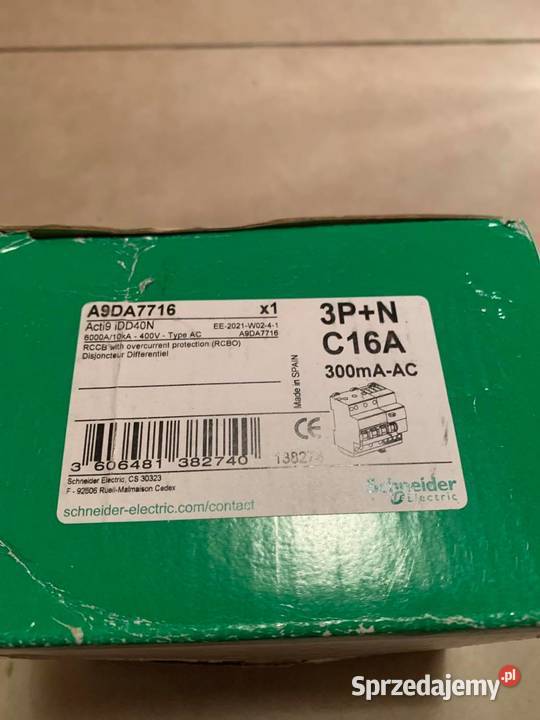 A9DA7716 x1
Acti9 iDD40N EE-2021-W02-4-1
6000A/10kA - 400V - Type AC A9DA7716
RCCB with overcurrent protection (RCBO)
Disjoncteur Differentiel
3P+N
C16A
300mA-AC
Made in SPAIN
CE
3 606481 382740
138274
Schneider Electric, CS 30323
F - 92506 Rueil-Malmaison Cedex
schneider-electric.com/contact
Schneider
Electric
Sprzedajemy.pl